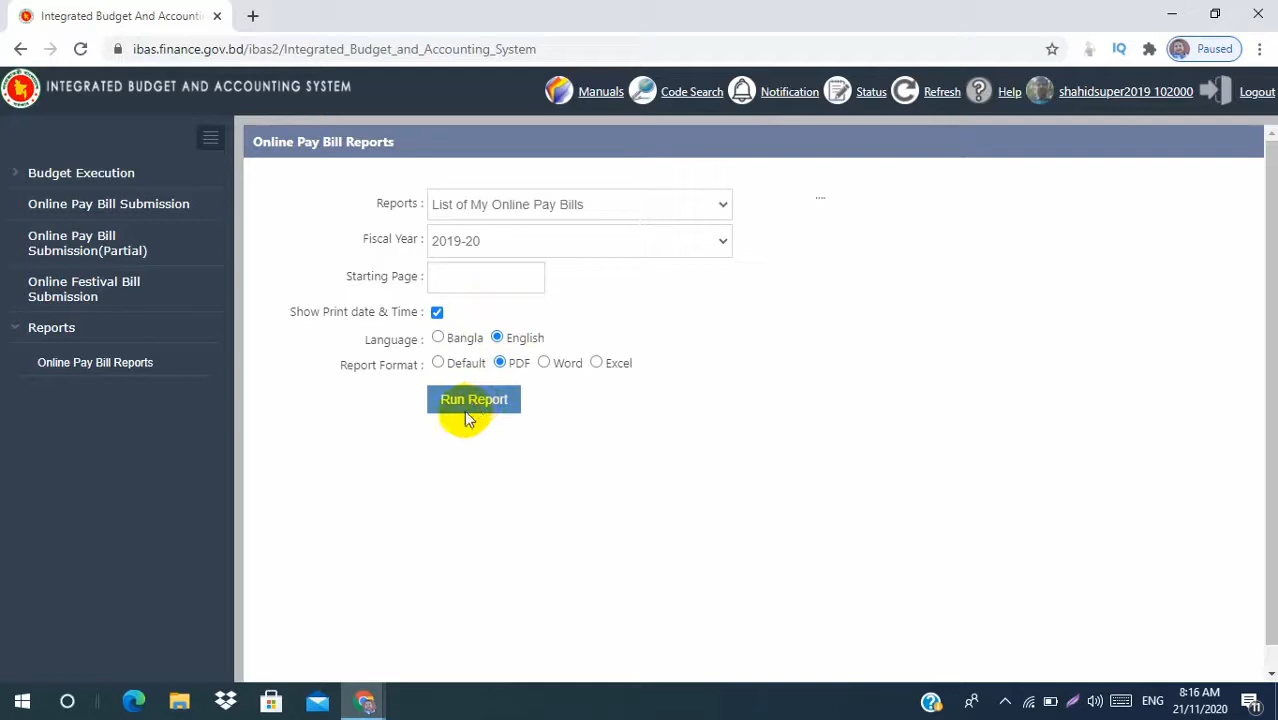 Integrated Budget And Accounti
ibas.finance.gov.bd/ibas2/Integrated_Budget_and_Accounting_System
IQ
Paused
INTEGRATED BUDGET AND ACCOUNTING SYSTEM
Manuals
Code Search
Notification
Status
Refresh
Help
shahidsuper2019 102000
Logout
Budget Execution
Online Pay Bill Submission
Online Pay Bill
Submission(Partial)
Online Festival Bill
Submission
Reports
Online Pay Bill Reports
Online Pay Bill Reports
Reports :
List of My Online Pay Bills
....
Fiscal Year :
2019-20
Starting Page :
Show Print date & Time :
Language :
Bangla
English
Report Format :
Default
PDF
Word
Excel
Run Report
ENG
8:16 AM
21/11/2020
11